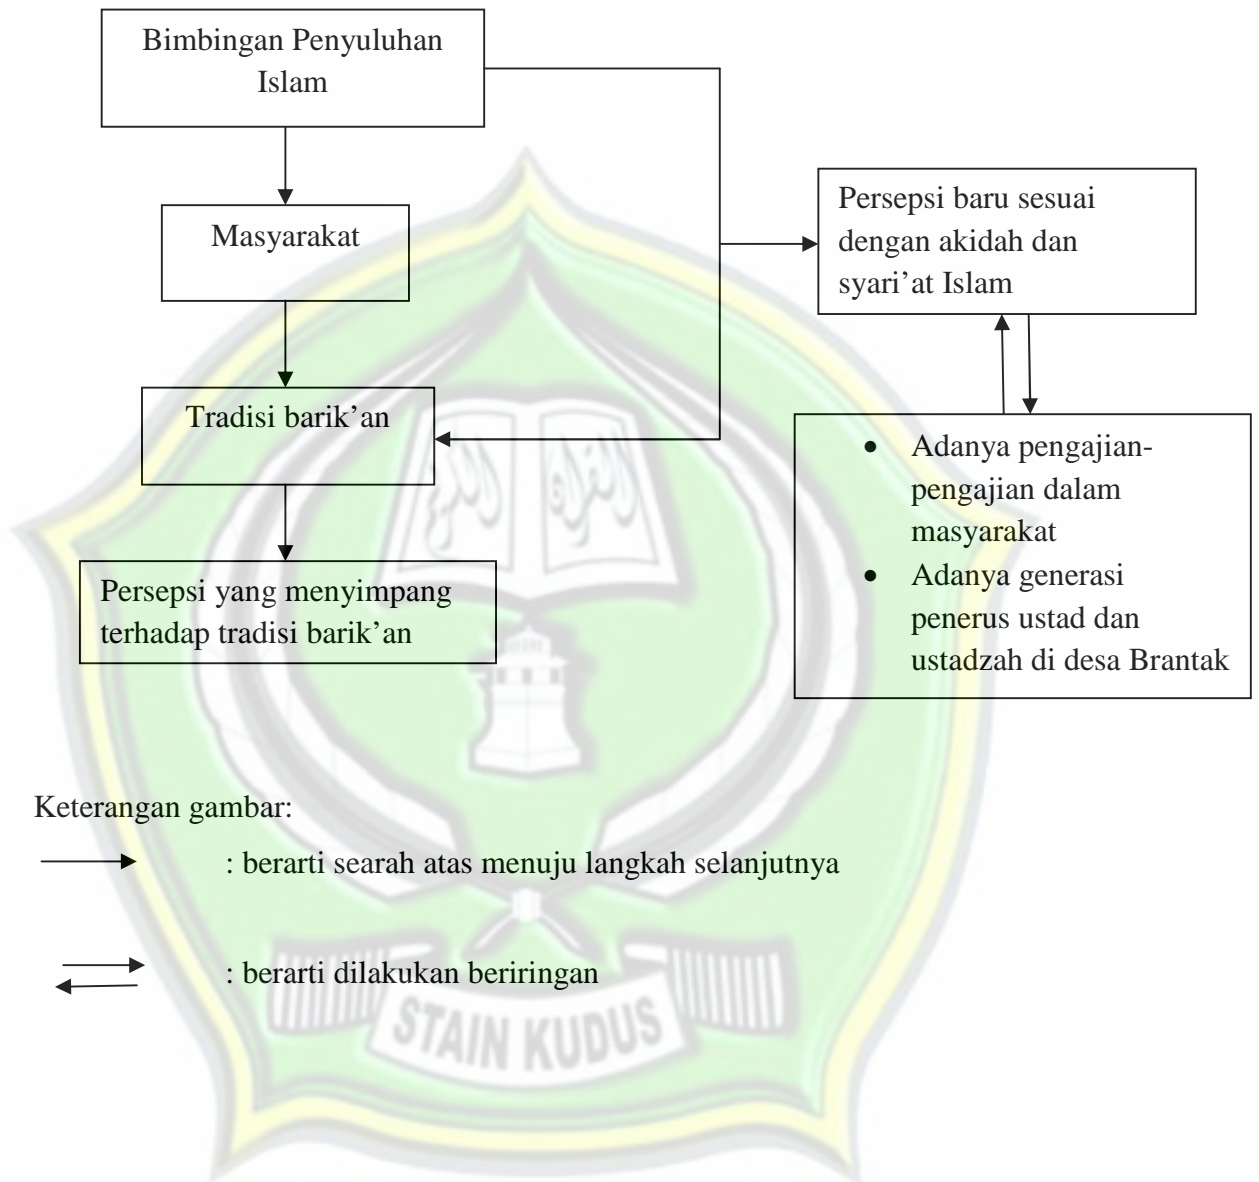 Bimbingan Penyuluhan
Islam
Masyarakat
Persepsi baru sesuai
dengan akidah dan
syari’at Islam
Tradisi barik’an
• Adanya pengajian-
pengajian dalam
masyarakat
• Adanya generasi
penerus ustad dan
ustadzah di desa Brantak
Persepsi yang menyimpang
terhadap tradisi barik’an
Keterangan gambar:
: berarti searah atas menuju langkah selanjutnya
: berarti dilakukan beriringan
STAIN KUDUS